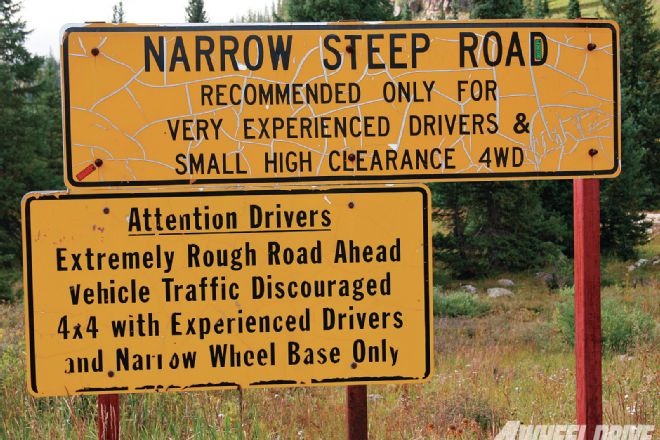 NARROW STEEP ROAD
RECOMMENDED ONLY FOR
VERY EXPERIENCED DRIVERS &
SMALL HIGH CLEARANCE 4WD
Attention Drivers
Extremely Rough Road Ahead
Vehicle Traffic Discouraged
4x4 with Experienced Drivers
and Narrow Wheel Base Only
4WHEELDRIVE